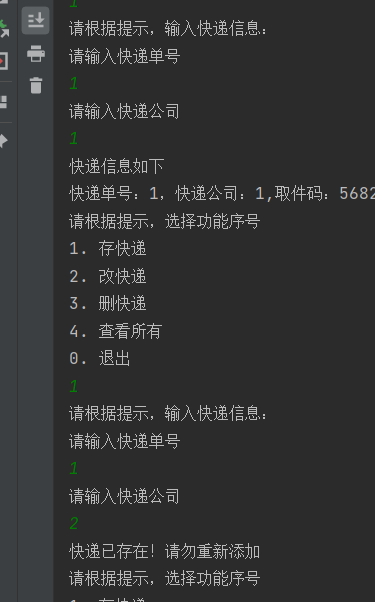 1
请根据提示，输入快递信息：
请输入快递单号
1
请输入快递公司
1
快递信息如下
快递单号：1，快递公司：1,取件码：5682
请根据提示，选择功能序号
1. 存快递
2. 改快递
3. 删快递
4. 查看所有
0. 退出
1
请根据提示，输入快递信息：
请输入快递单号
1
请输入快递公司
2
快递已存在！请勿重新添加
请根据提示，选择功能序号
1. 存快递